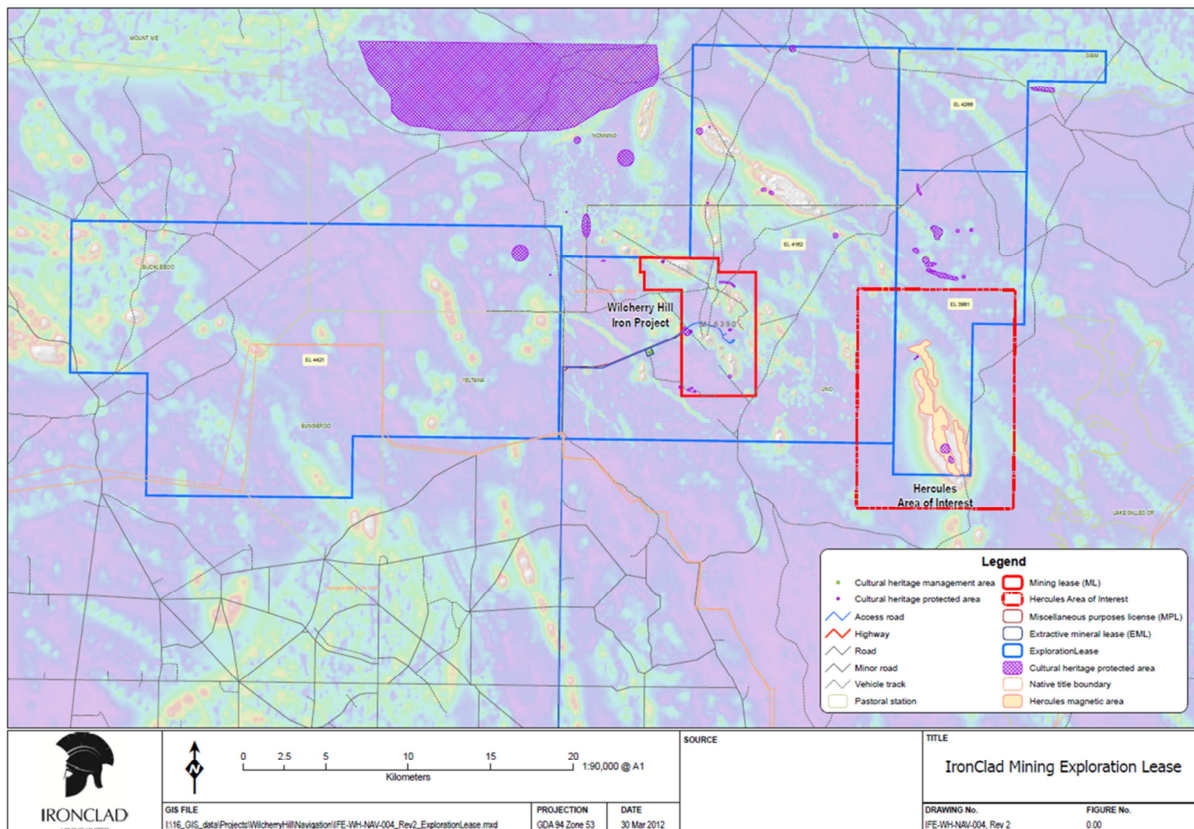 MOUNT IVE
SIAM
EL 4286
NONNING
EL 4162
BUCKLEBOO
EL 3981
Wilcherry Hill
Iron Project
ML 6390
EL 4421
YELTANA
UNO
BUNGEROO
Hercules
Area of Interest
LAKE GILLES CP
Legend
Cultural heritage management area
Cultural heritage protected area
Access road
Highway
Road
Minor road
Vehicle track
Pastoral station
Mining lease (ML)
Hercules Area of Interest
Miscellaneous purposes license (MPL)
Extractive mineral lease (EML)
ExplorationLease
Cultural heritage protected area
Native title boundary
Hercules magnetic area
IRONCLAD
N
0 2.5 5 10 15 20
Kilometers
1:90,000 @ A1
GIS FILE
I:\16_GIS_data\Projects\WilcherryHill\Navigation\IFE-WH-NAV-004_Rev2_ExplorationLease.mxd
PROJECTION
GDA 94 Zone 53
DATE
30 Mar 2012
SOURCE
TITLE
IronClad Mining Exploration Lease
DRAWING No.
IFE-WH-NAV-004, Rev 2
FIGURE No.
0.00